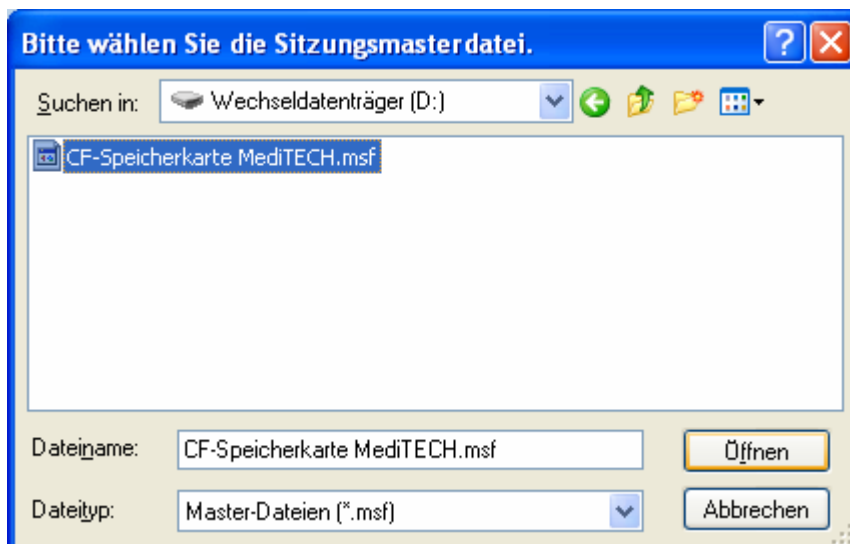 Bitte wählen Sie die Sitzungsmasterdatei.
Suchen in: Wechseldatenträger (D:)
CF-Speicherkarte MediTECH.msf
Dateiname: CF-Speicherkarte MediTECH.msf Öffnen
Dateityp: Master-Dateien (*.msf) Abbrechen